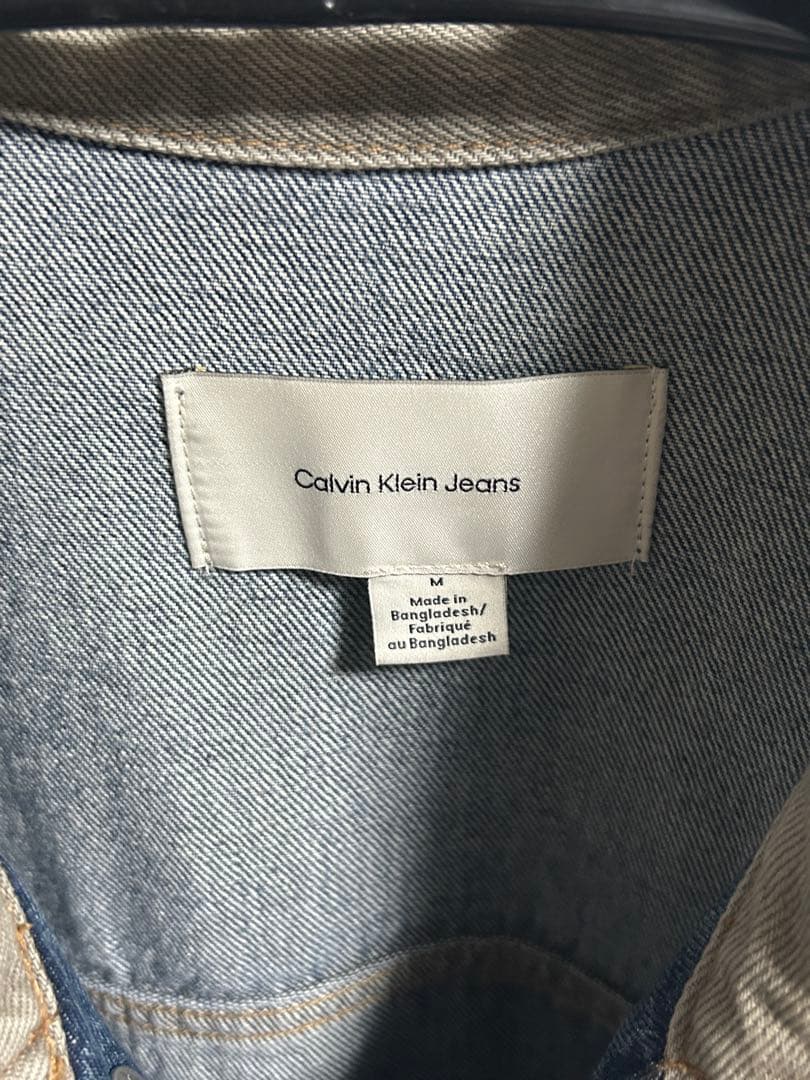 Calvin Klein Jeans
M
Made in
Bangladesh/
Fabriqué
au Bangladesh